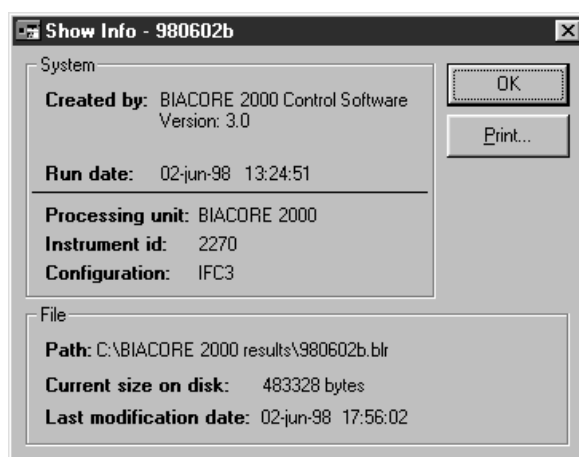 Show Info - 980602b
System
Created by: BIACORE 2000 Control Software
Version: 3.0
Run date: 02-jun-98 13:24:51
Processing unit: BIACORE 2000
Instrument id: 2270
Configuration: IFC3
OK
Print...
File
Path: C:\BIACORE 2000 results\980602b.blr
Current size on disk: 483328 bytes
Last modification date: 02-jun-98 17:56:02